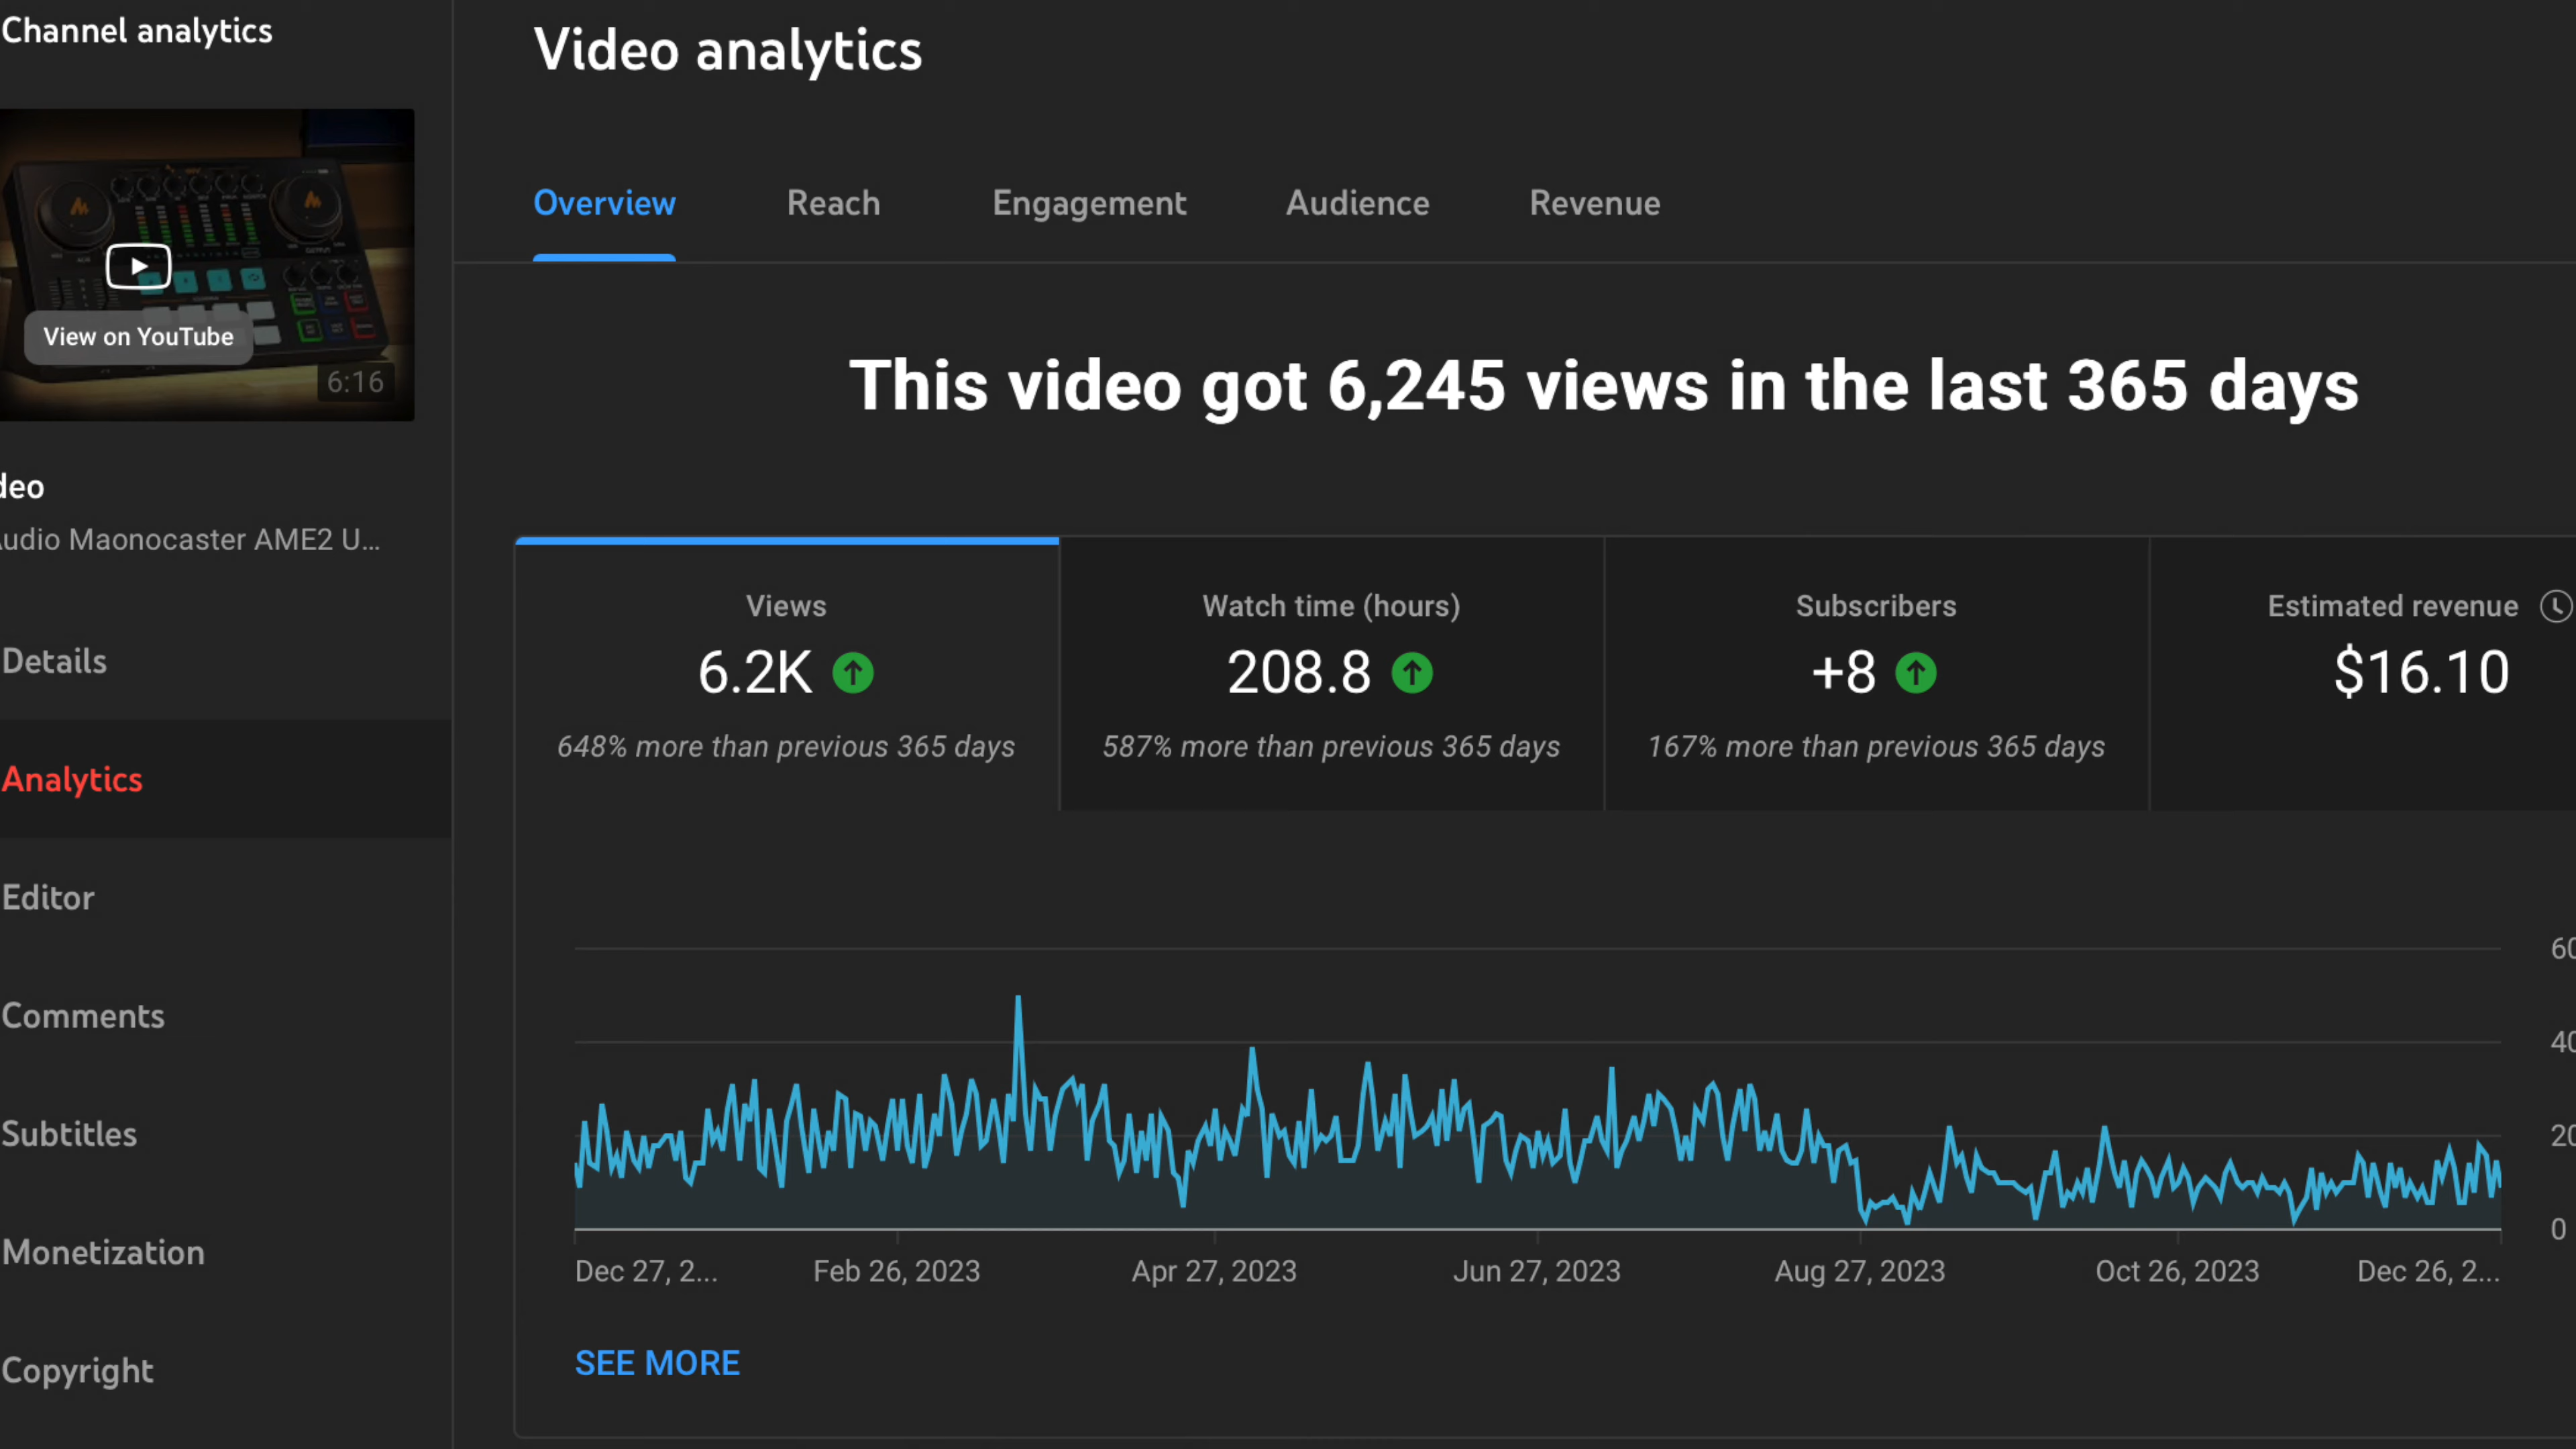 Channel analytics
View on YouTube
6:16
deo
udio Maonocaster AME2 U...
Details
Analytics
Editor
Comments
Subtitles
Monetization
Copyright
Video analytics
Overview Reach Engagement Audience Revenue
This video got 6,245 views in the last 365 days
Views
6.2K
648% more than previous 365 days
Watch time (hours)
208.8
587% more than previous 365 days
Subscribers
+8
167% more than previous 365 days
Estimated revenue
$16.10
60
40
20
0
Dec 27, 2... Feb 26, 2023 Apr 27, 2023 Jun 27, 2023 Aug 27, 2023 Oct 26, 2023 Dec 26, 2...
SEE MORE